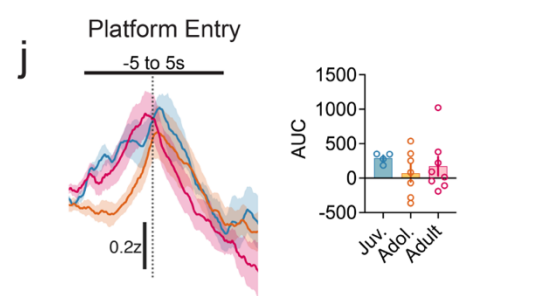 j
Platform Entry
-5 to 5s
0.2z
AUC
1500
1000
500
0
-500
Juv.
Adol.
Adult